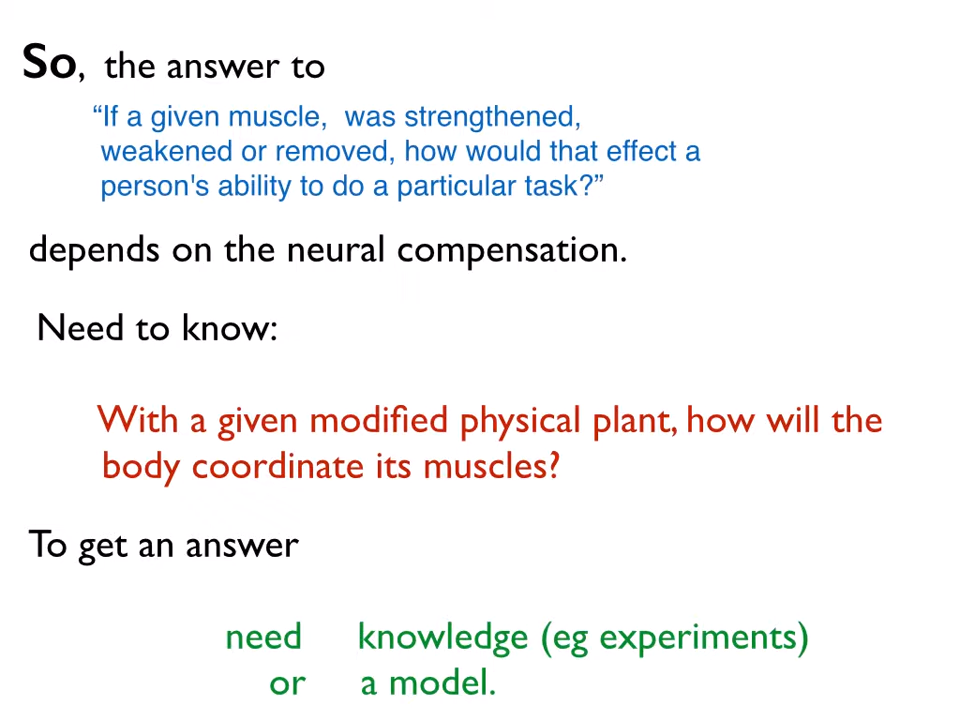 So, the answer to
“If a given muscle, was strengthened,
weakened or removed, how would that effect a
person's ability to do a particular task?”
depends on the neural compensation.
Need to know:
With a given modified physical plant, how will the
body coordinate its muscles?
To get an answer
need knowledge (eg experiments)
or a model.